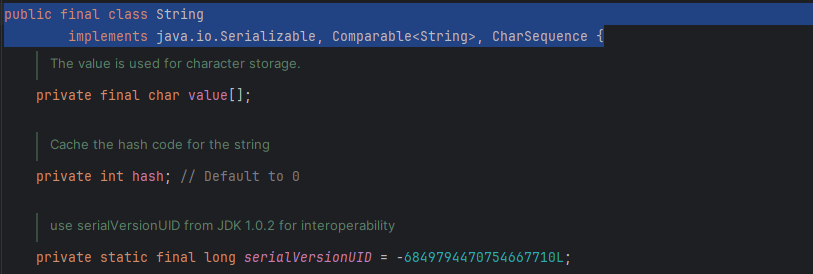 public final class String
implements java.io.Serializable, Comparable<String>, CharSequence {
The value is used for character storage.
private final char value[];
Cache the hash code for the string
private int hash; // Default to 0
use serialVersionUID from JDK 1.0.2 for interoperability
private static final long serialVersionUID = -6849794470754667710L;